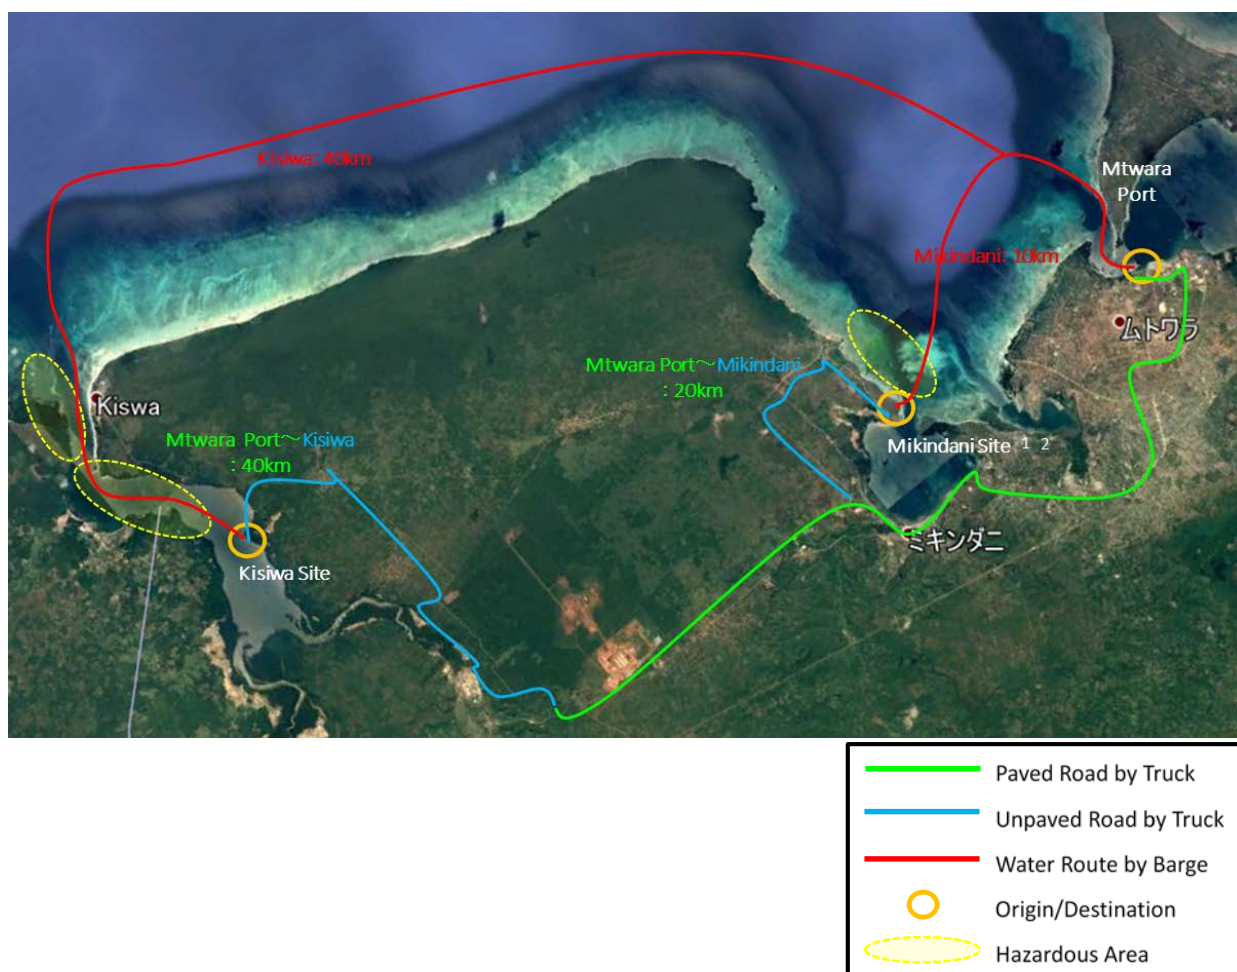 Kisiwa: 40km
Mtwara
Port
Mikindani: 10km
ムトワラ
Mtwara Port～Mikindani
: 20km
Kiswa
Mtwara Port～Kisiwa
: 40km
Mikindani Site 1 2
ミキンダニ
Kisiwa Site
Paved Road by Truck
Unpaved Road by Truck
Water Route by Barge
Origin/Destination
Hazardous Area